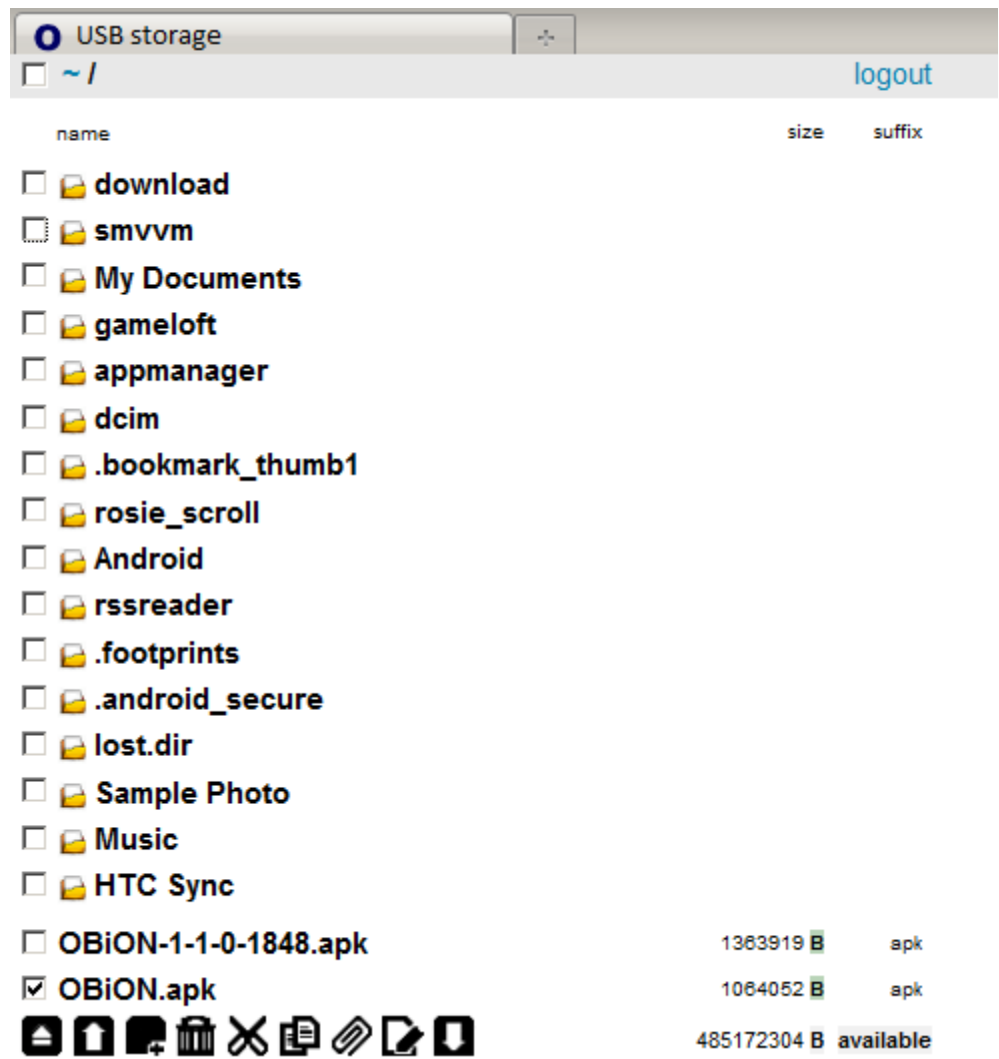 USB storage
~ / logout
name size suffix
download
smvvm
My Documents
gameloft
appmanager
dcim
.bookmark_thumb1
rosie_scroll
Android
rssreader
.footprints
.android_secure
lost.dir
Sample Photo
Music
HTC Sync
OBiON-1-1-0-1848.apk 1363919 B apk
OBiON.apk 1064052 B apk
485172304 B available